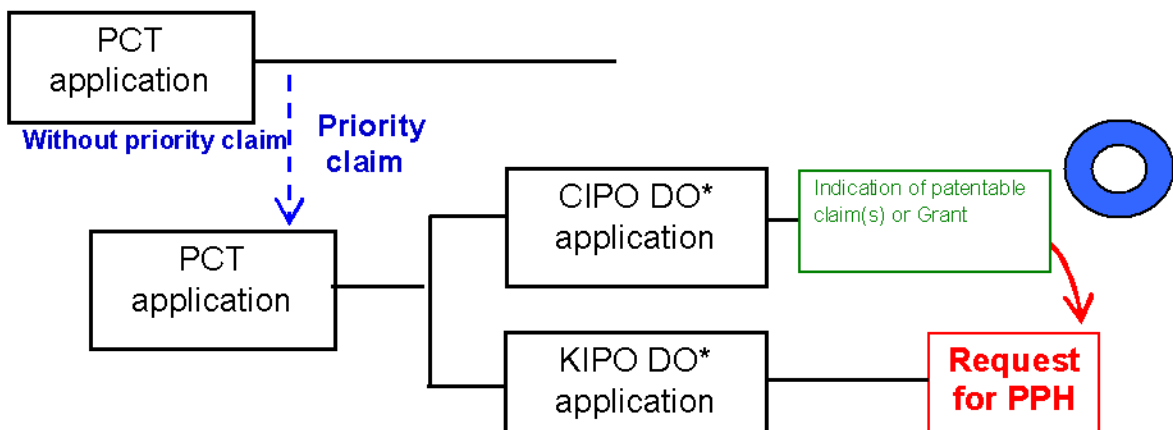 PCT
application
Without priority claim
Priority
claim
PCT
application
CIPO DO*
application
Indication of patentable
claim(s) or Grant
KIPO DO*
application
Request
for PPH